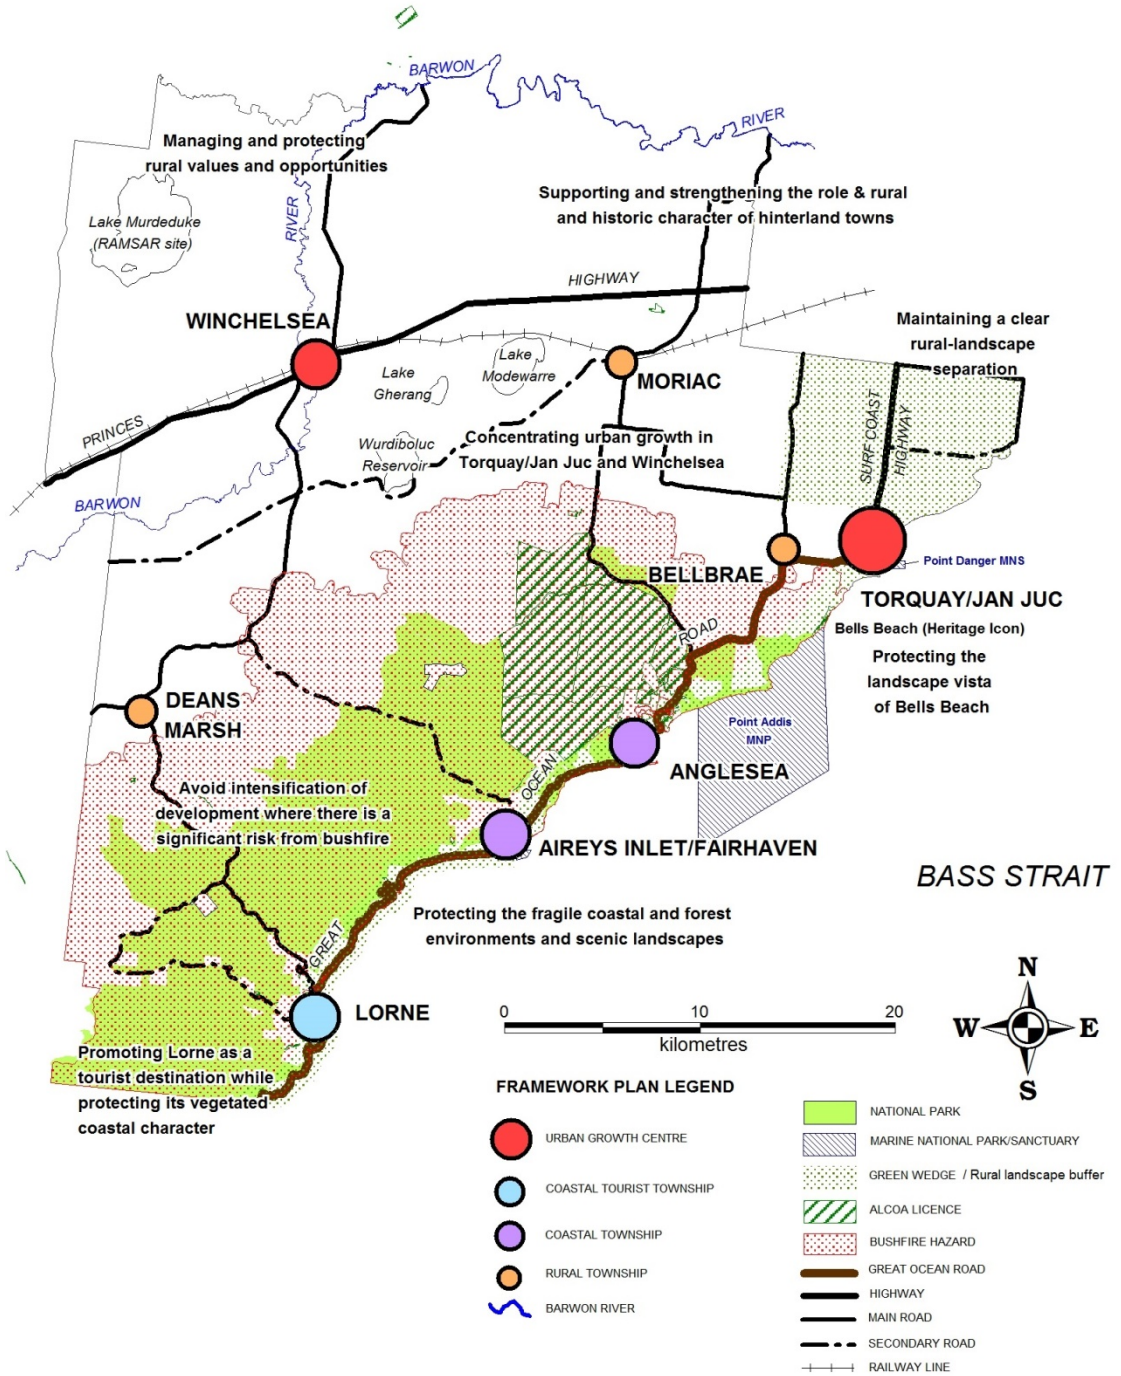 BARWON
RIVER
Managing and protecting
rural values and opportunities
Lake Murdeduke
(RAMSAR site)
RIVER
Supporting and strengthening the role & rural
and historic character of hinterland towns
HIGHWAY
WINCHELSEA
Lake
Modewarre
Lake
Gherang
MORIAC
Maintaining a clear
rural-landscape
separation
PRINCES
SURF COAST
HIGHWAY
Wurdiboluc
Reservoir
Concentrating urban growth in
Torquay/Jan Juc and Winchelsea
BARWON
BELLBRAE
Point Danger MNS
TORQUAY/JAN JUC
Bells Beach (Heritage Icon)
Protecting the
landscape vista
of Bells Beach
ROAD
DEANS
MARSH
Point Addis
MNP
ANGLESEA
OCEAN
Avoid intensification of
development where there is a
significant risk from bushfire
AIREYS INLET/FAIRHAVEN
BASS STRAIT
Protecting the fragile coastal and forest
environments and scenic landscapes
GREAT
LORNE
Promoting Lorne as a
tourist destination while
protecting its vegetated
coastal character
0 10 20
kilometres
N
W E
S
FRAMEWORK PLAN LEGEND
URBAN GROWTH CENTRE
COASTAL TOURIST TOWNSHIP
COASTAL TOWNSHIP
RURAL TOWNSHIP
BARWON RIVER
NATIONAL PARK
MARINE NATIONAL PARK/SANCTUARY
GREEN WEDGE / Rural landscape buffer
ALCOA LICENCE
BUSHFIRE HAZARD
GREAT OCEAN ROAD
HIGHWAY
MAIN ROAD
SECONDARY ROAD
RAILWAY LINE